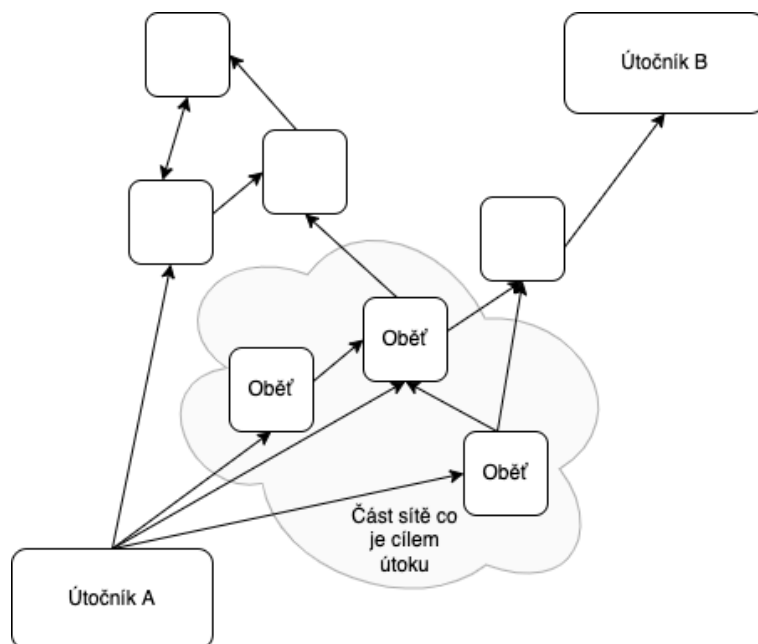 Útočník B
Oběť
Oběť
Oběť
Část sítě co
je cílem
útoku
Útočník A